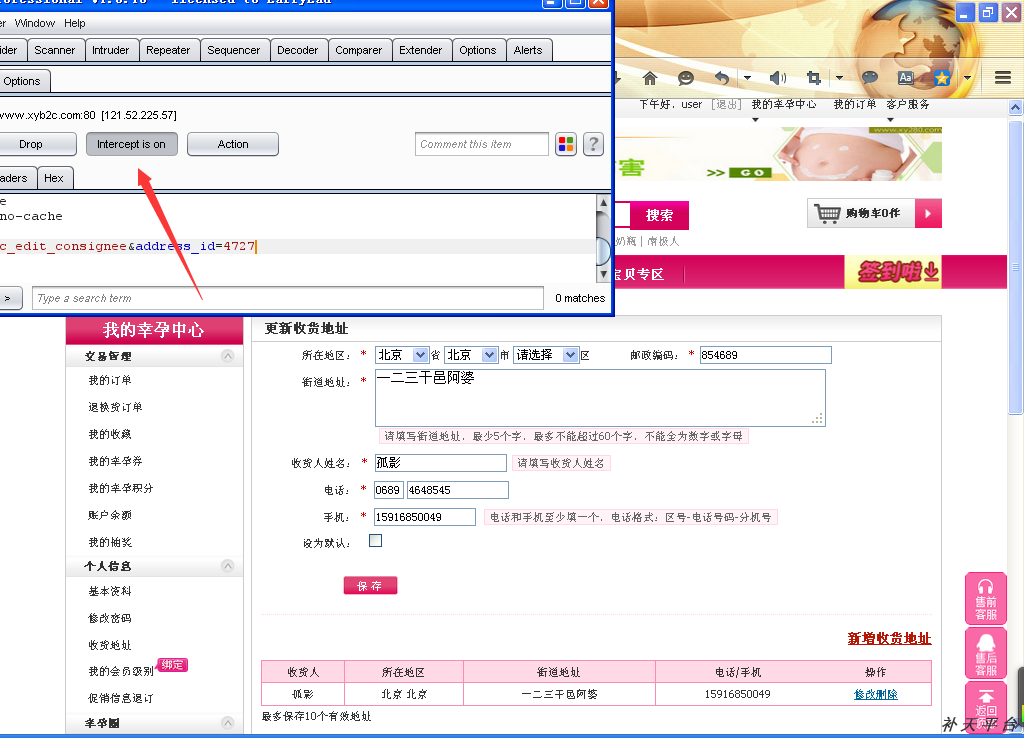 Window Help
Scanner Intruder Repeater Sequencer Decoder Comparer Extender Options Alerts
Options
www.xyb2c.com:80 [121.52.225.57]
Drop Intercept is on Action Comment this item ?
Hex
no-cache
c_edit_consignee&address_id=4727
> Type a search term 0 matches
下午好，user [退出] 我的幸孕中心 我的订单 客户服务
www.xy280.com
害 >> GO
搜索 购物车0件
奶瓶 | 南极人
宝贝专区 签到啦
我的幸孕中心
交易管理
我的订单
退换货订单
我的收藏
我的幸孕券
我的幸孕积分
账户余额
我的抽奖
个人信息
基本资料
修改密码
收货地址
我的会员级别 绑定
促销信息退订
幸孕圈
更新收货地址
所在地区： * 北京 省 北京 市 请选择 区 邮政编码： * 854689
街道地址： * 一二三干邑阿婆
请填写街道地址，最少5个字，最多不能超过60个字，不能全为数字或字母
收货人姓名： * 孤影 请填写收货人姓名
电话： * 0689 4648545
手机： * 15916850049 电话和手机至少填一个，电话格式：区号-电话号码-分机号
设为默认：
保存
新增收货地址
收货人 所在地区 街道地址 电话/手机 操作
孤影 北京 北京 一二三干邑阿婆 15916850049 修改删除
最多保存10个有效地址
售前
客服
售后
客服
返回
补天平台